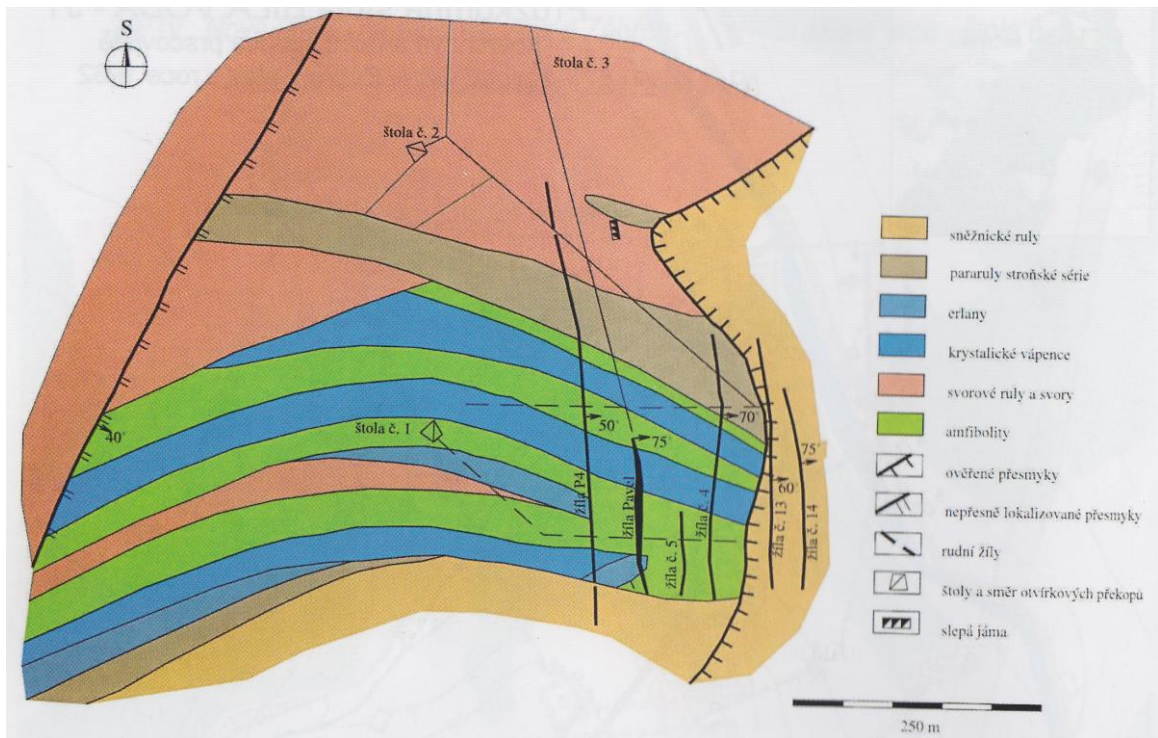 S
štola č. 3
štola č. 2
40°
štola č. 1
50°
70°
75°
75°
60°
žíla P4
žíla Pavel
žíla č. 5
žíla č. 4
žíla č. 13
žíla č. 14
sněžnické ruly
pararuly stroňské série
erlany
krystalické vápence
svorové ruly a svory
amfibolity
ověřené přesmyky
nepřesně lokalizované přesmyky
rudní žíly
štoly a směr otvírkových překopů
slepá jáma
250 m